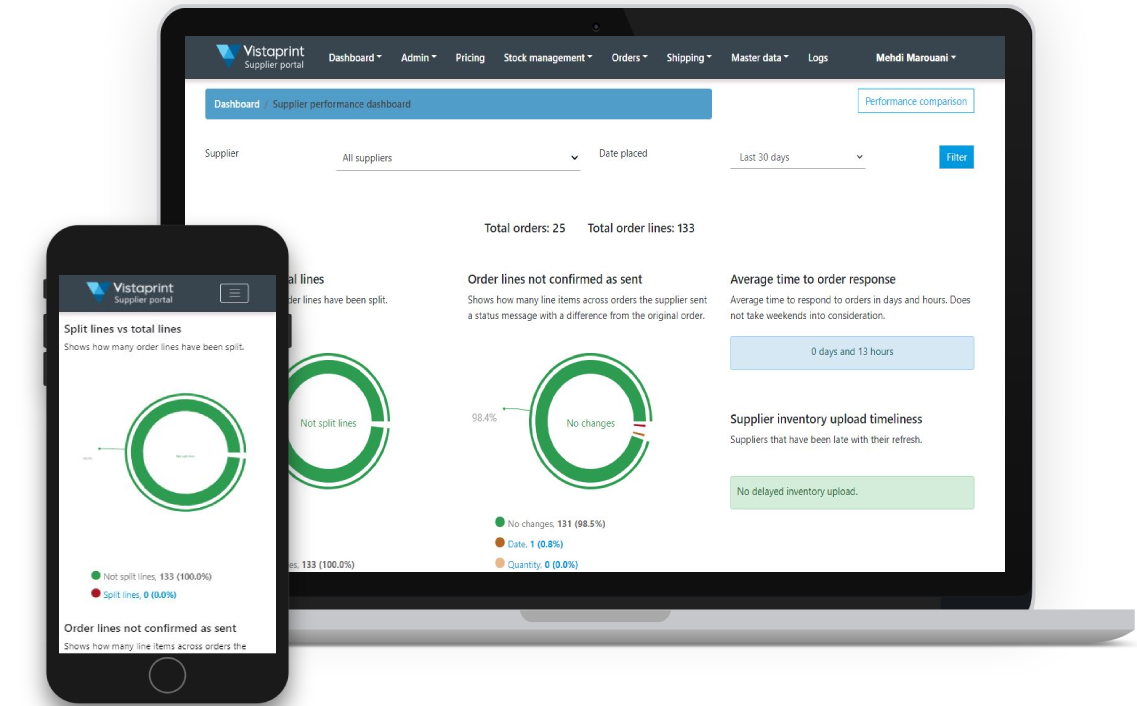 Vistaprint
Supplier portal
Dashboard
Admin
Pricing
Stock management
Orders
Shipping
Master data
Logs
Mehdi Marouani
Dashboard / Supplier performance dashboard
Performance comparison
Supplier
All suppliers
Date placed
Last 30 days
Filter
Total orders: 25
Total order lines: 133
al lines
der lines have been split.
Not split lines
es, 133 (100.0%)
Order lines not confirmed as sent
Shows how many line items across orders the supplier sent
a status message with a difference from the original order.
98.4%
No changes
No changes, 131 (98.5%)
Date, 1 (0.8%)
Quantity, 0 (0.0%)
Average time to order response
Average time to respond to orders in days and hours. Does
not take weekends into consideration.
0 days and 13 hours
Supplier inventory upload timeliness
Suppliers that have been late with their refresh.
No delayed inventory upload.
Vistaprint
Supplier portal
Split lines vs total lines
Shows how many order lines have been split.
Not split lines, 133 (100.0%)
Split lines, 0 (0.0%)
Order lines not confirmed as sent
Shows how many line items across orders the